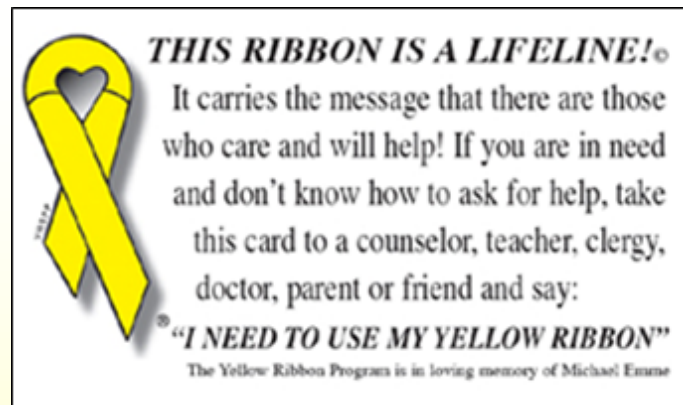 THIS RIBBON IS A LIFELINE!©
It carries the message that there are those
who care and will help! If you are in need
and don't know how to ask for help, take
this card to a counselor, teacher, clergy,
doctor, parent or friend and say:
®"I NEED TO USE MY YELLOW RIBBON"
The Yellow Ribbon Program is in loving memory of Michael Emme